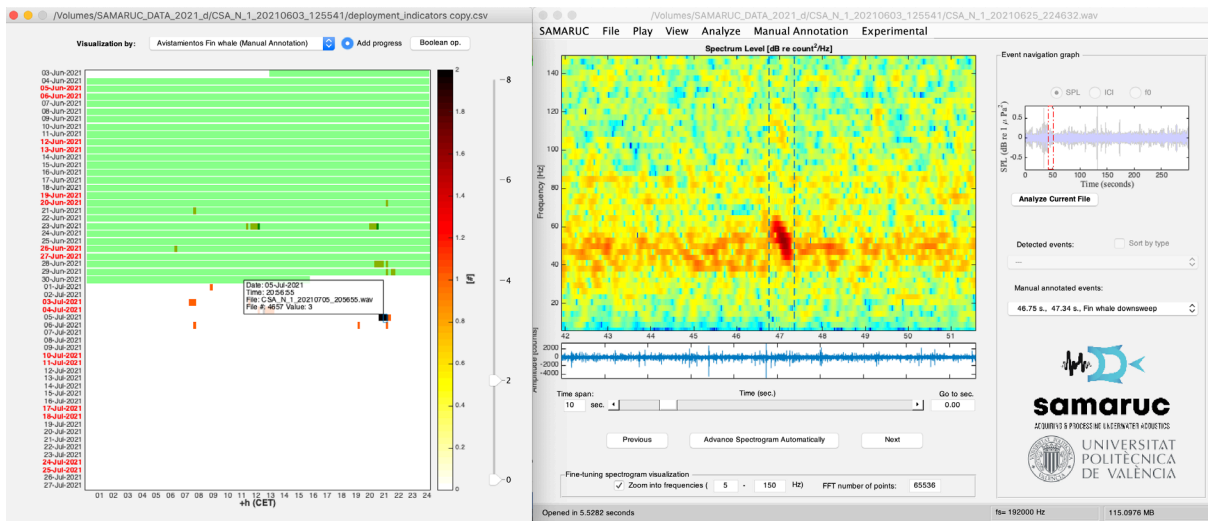 /Volumes/SAMARUC_DATA_2021_d/CSA_N_1_20210603_125541/deployment_indicators copy.csv
Visualization by:
Avistamientos Fin whale (Manual Annotation)
Add progress
Boolean op.
03-Jun-2021
04-Jun-2021
05-Jun-2021
06-Jun-2021
07-Jun-2021
08-Jun-2021
09-Jun-2021
10-Jun-2021
11-Jun-2021
12-Jun-2021
13-Jun-2021
14-Jun-2021
15-Jun-2021
16-Jun-2021
17-Jun-2021
18-Jun-2021
19-Jun-2021
20-Jun-2021
21-Jun-2021
22-Jun-2021
23-Jun-2021
24-Jun-2021
25-Jun-2021
26-Jun-2021
27-Jun-2021
28-Jun-2021
29-Jun-2021
30-Jun-2021
01-Jul-2021
02-Jul-2021
03-Jul-2021
04-Jul-2021
05-Jul-2021
06-Jul-2021
07-Jul-2021
08-Jul-2021
09-Jul-2021
10-Jul-2021
11-Jul-2021
12-Jul-2021
13-Jul-2021
14-Jul-2021
15-Jul-2021
16-Jul-2021
17-Jul-2021
18-Jul-2021
19-Jul-2021
20-Jul-2021
21-Jul-2021
22-Jul-2021
23-Jul-2021
24-Jul-2021
25-Jul-2021
26-Jul-2021
27-Jul-2021
Date: 05-Jul-2021
Time: 20:56:55
File: CSA_N_1_20210705_205655.wav
File #: 4657 Value: 3
01 02 03 04 05 06 07 08 09 10 11 12 13 14 15 16 17 18 19 20 21 22 23 24
+h (CET)
2
1.8
1.6
1.4
1.2
1
0.8
0.6
0.4
0.2
0
[#]
8
6
4
2
0
/Volumes/SAMARUC_DATA_2021_d/CSA_N_1_20210603_125541/CSA_N_1_20210625_224632.wav
SAMARUC File Play View Analyze Manual Annotation Experimental
Spectrum Level [dB re count²/Hz]
Frequency [Hz]
140
120
100
80
60
40
20
42 43 44 45 46 47 48 49 50 51
2000
0
-2000
-4000
Time span:
Time (sec.)
Go to sec.
10 sec.
0.00
Previous
Advance Spectrogram Automatically
Next
Fine-tuning spectrogram visualization
Zoom into frequencies ( 5 - 150 Hz)
FFT number of points: 65536
Opened in 5.5282 seconds
fs= 192000 Hz
115.0976 MB
Event navigation graph
SPL
ICI
f0
SPL (dB re 1 μ Pa²)
0.5
0
-0.5
0 50 100 150 200 250
Time (seconds)
Analyze Current File
Detected events:
Sort by type
---
Manual annotated events:
46.75 s., 47.34 s., Fin whale downsweep
samaruc
ACQUIRING & PROCESSING UNDERWATER ACOUSTICS
UNIVERSITAT
POLITÈCNICA
DE VALÈNCIA